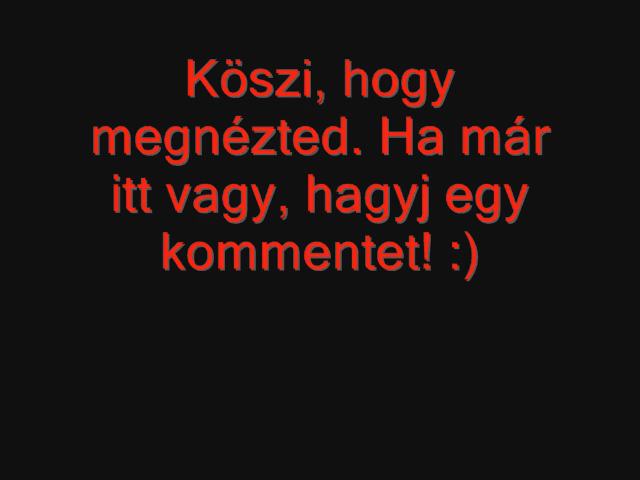 Köszi, hogy
megnézted. Ha már
itt vagy, hagyj egy
kommentet! :)